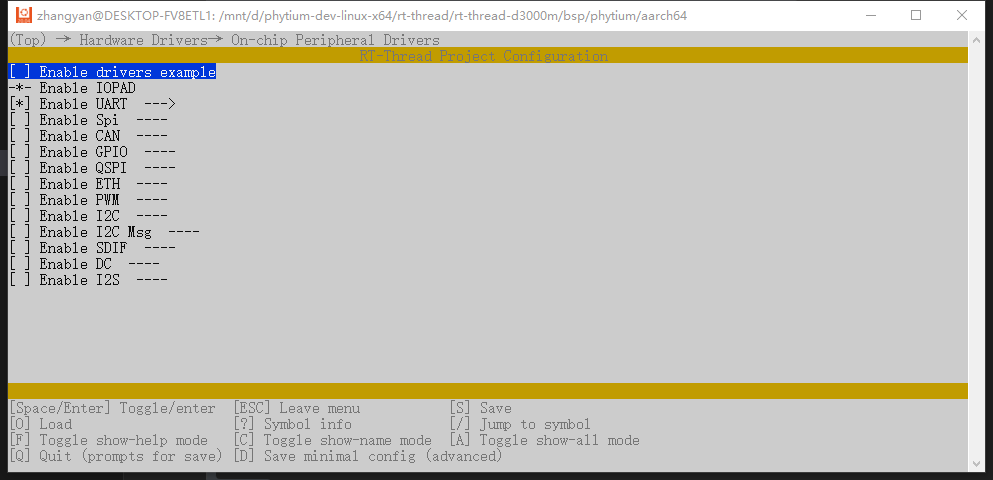 zhangyan@DESKTOP-FV8ETL1: /mnt/d/phytium-dev-linux-x64/rt-thread/rt-thread-d3000m/bsp/phytium/aarch64
(Top) → Hardware Drivers→ On-chip Peripheral Drivers
RT-Thread Project Configuration
[ ] Enable drivers example
-*- Enable IOPAD
[*] Enable UART  --->
[ ] Enable Spi  ----
[ ] Enable CAN  ----
[ ] Enable GPIO  ----
[ ] Enable QSPI  ----
[ ] Enable ETH  ----
[ ] Enable PWM  ----
[ ] Enable I2C  ----
[ ] Enable I2C Msg  ----
[ ] Enable SDIF  ----
[ ] Enable DC  ----
[ ] Enable I2S  ----
[Space/Enter] Toggle/enter  [ESC] Leave menu  [S] Save
[O] Load  [?] Symbol info  [/] Jump to symbol
[F] Toggle show-help mode  [C] Toggle show-name mode  [A] Toggle show-all mode
[Q] Quit (prompts for save)  [D] Save minimal config (advanced)